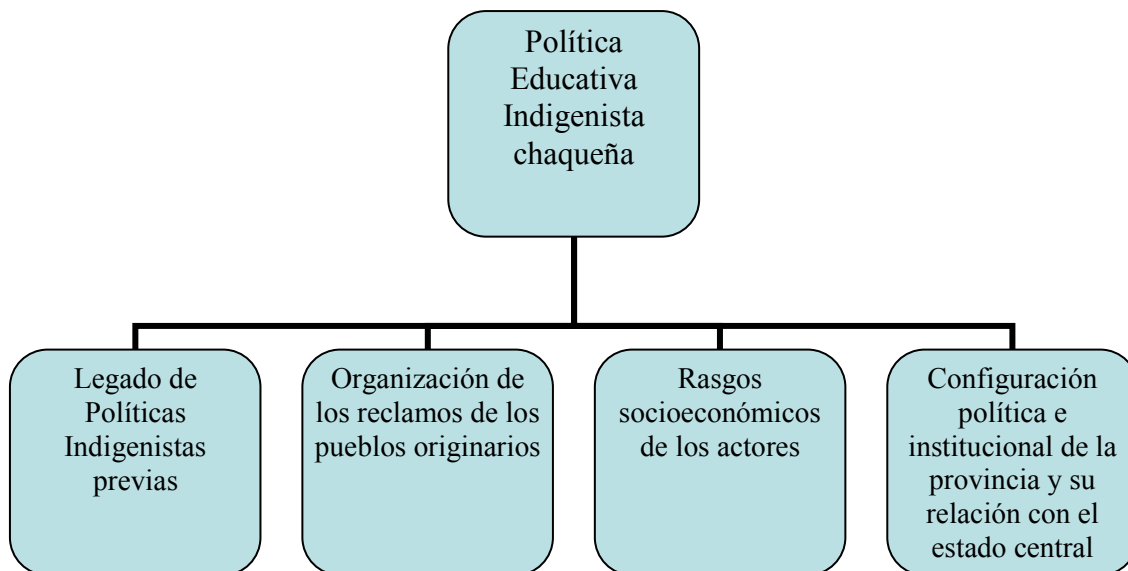 Política
Educativa
Indigenista
chaqueña
Legado de
Políticas
Indigenistas
previas
Organización de
los reclamos de los
pueblos originarios
Rasgos
socioeconómicos
de los actores
Configuración
política e
institucional de la
provincia y su
relación con el
estado central